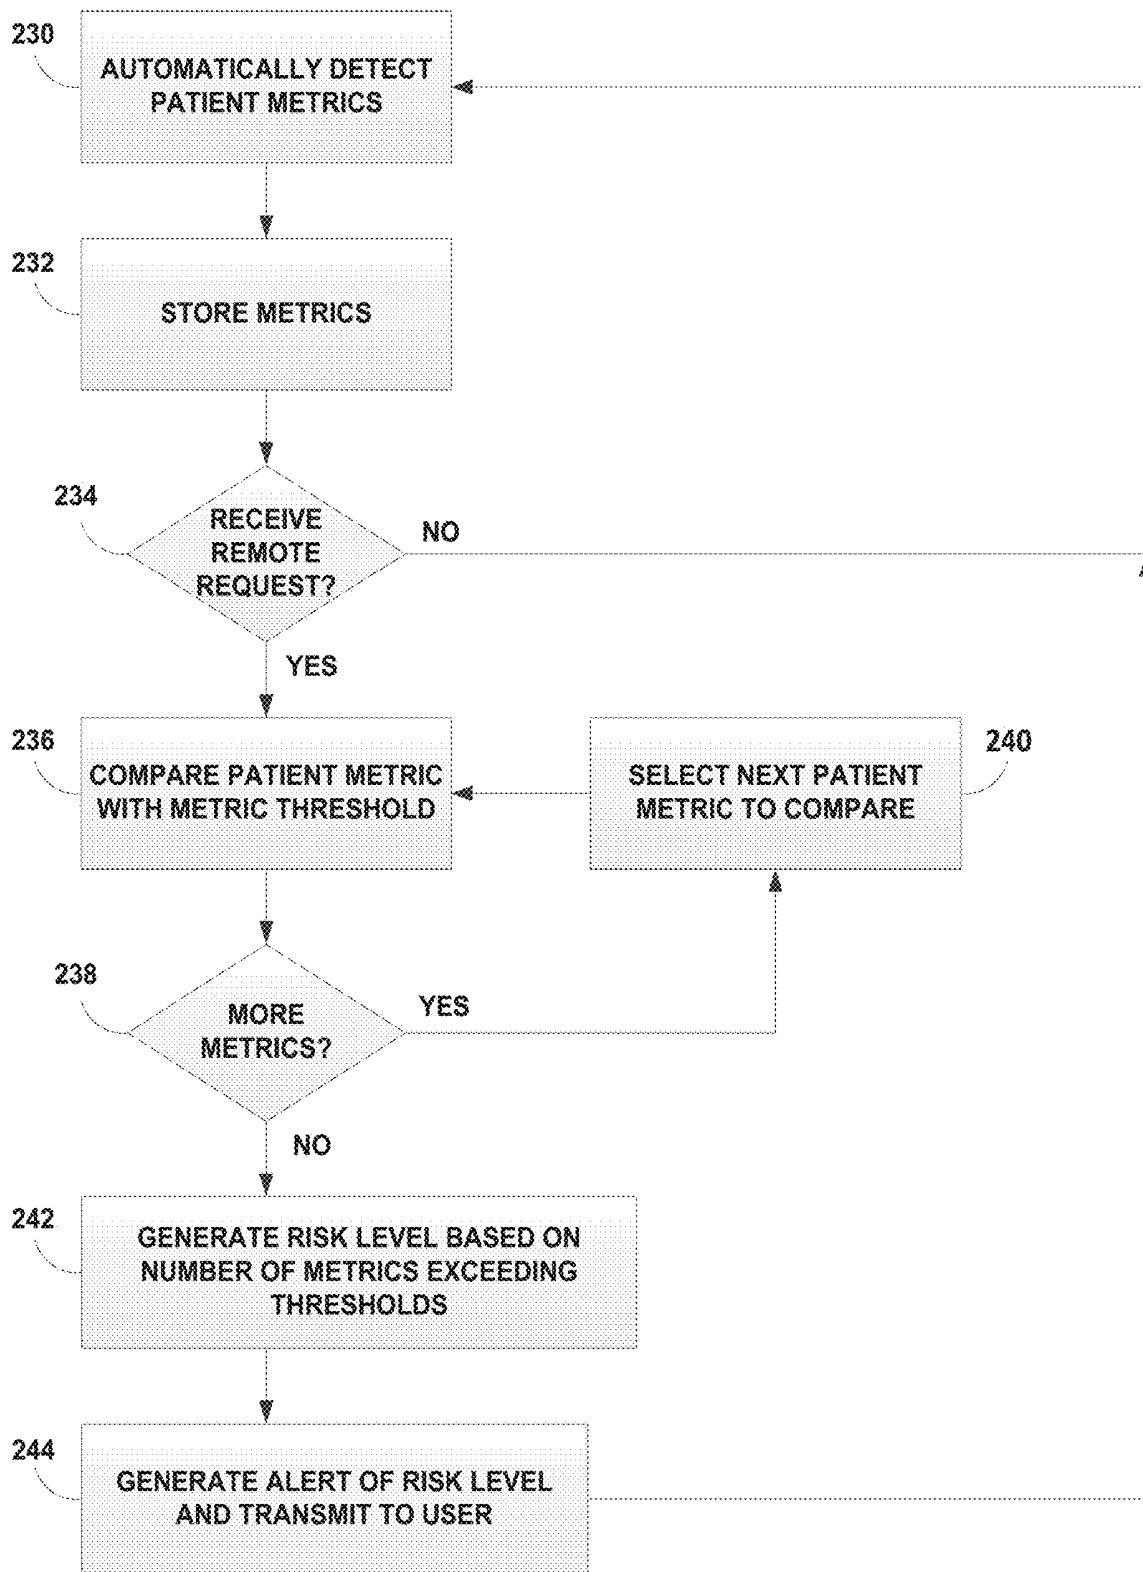 230
AUTOMATICALLY DETECT
PATIENT METRICS
232
STORE METRICS
234
RECEIVE
REMOTE
REQUEST?
NO
YES
236
COMPARE PATIENT METRIC
WITH METRIC THRESHOLD
SELECT NEXT PATIENT
METRIC TO COMPARE
240
238
MORE
METRICS?
YES
NO
242
GENERATE RISK LEVEL BASED ON
NUMBER OF METRICS EXCEEDING
THRESHOLDS
244
GENERATE ALERT OF RISK LEVEL
AND TRANSMIT TO USER